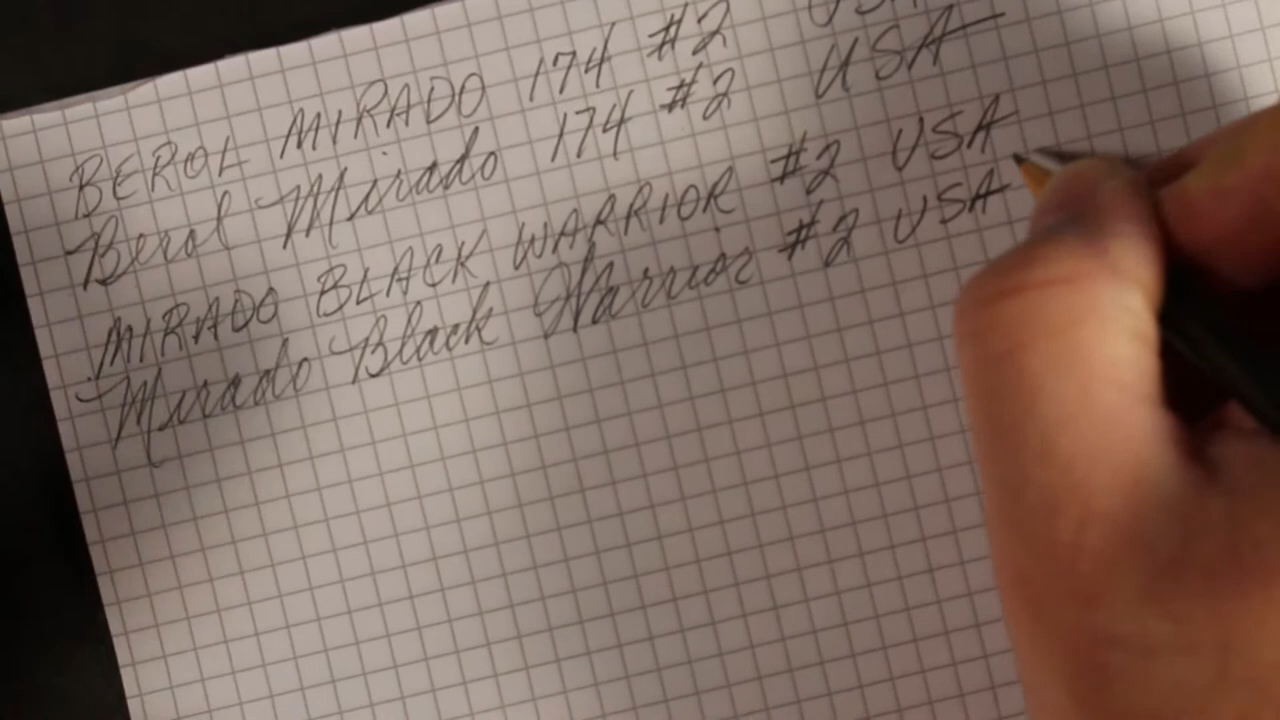 BEROL MIRADO 174 #2 USA
Berol Mirado 174 #2 USA
MIRADO BLACK WARRIOR #2 USA
Mirado Black Warrior #2 USA